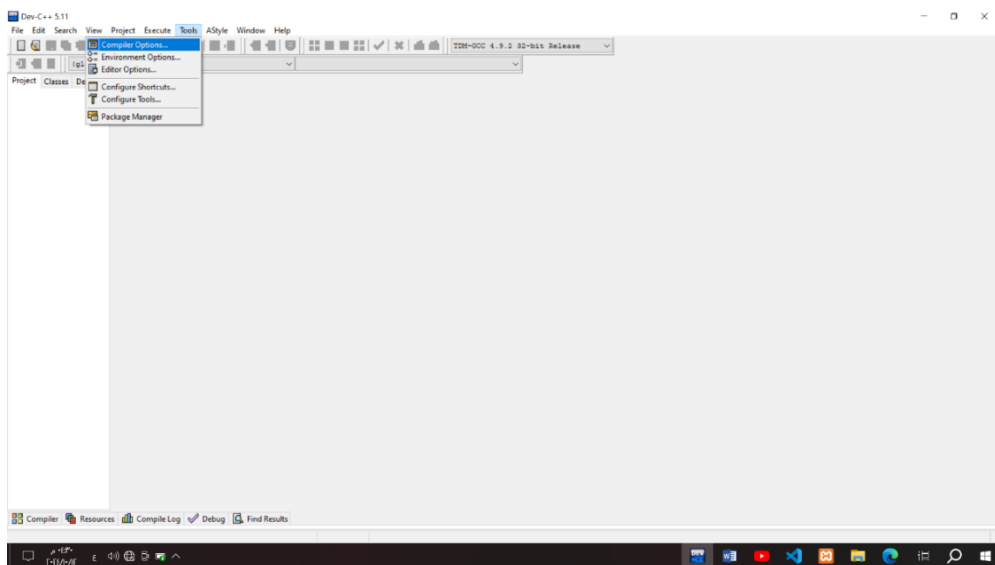 Dev-C++ 5.11
File Edit Search View Project Execute Tools AStyle Window Help
Compiler Options...
TDM-GCC 4.9.2 32-bit Release
Environment Options...
Editor Options...
Project Classes De
Configure Shortcuts...
Configure Tools...
Package Manager
Compiler Resources Compile Log Debug Find Results
ع